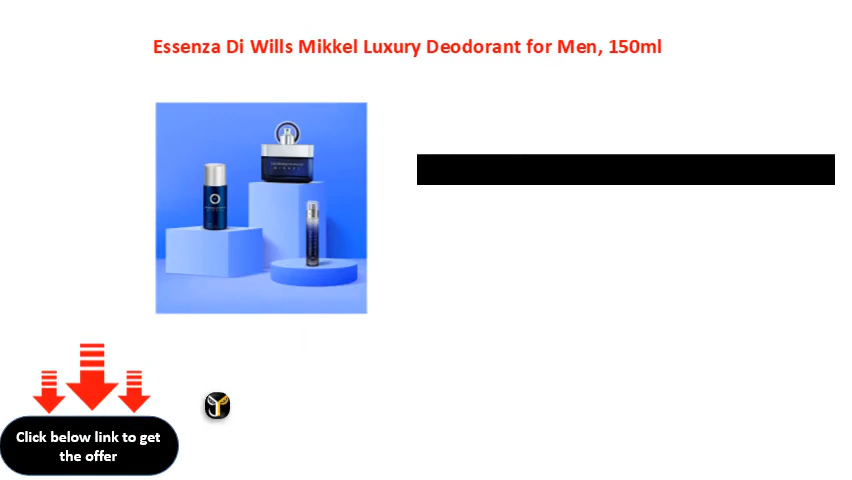 Essenza Di Wills Mikkel Luxury Deodorant for Men, 150ml
Click below link to get
the offer